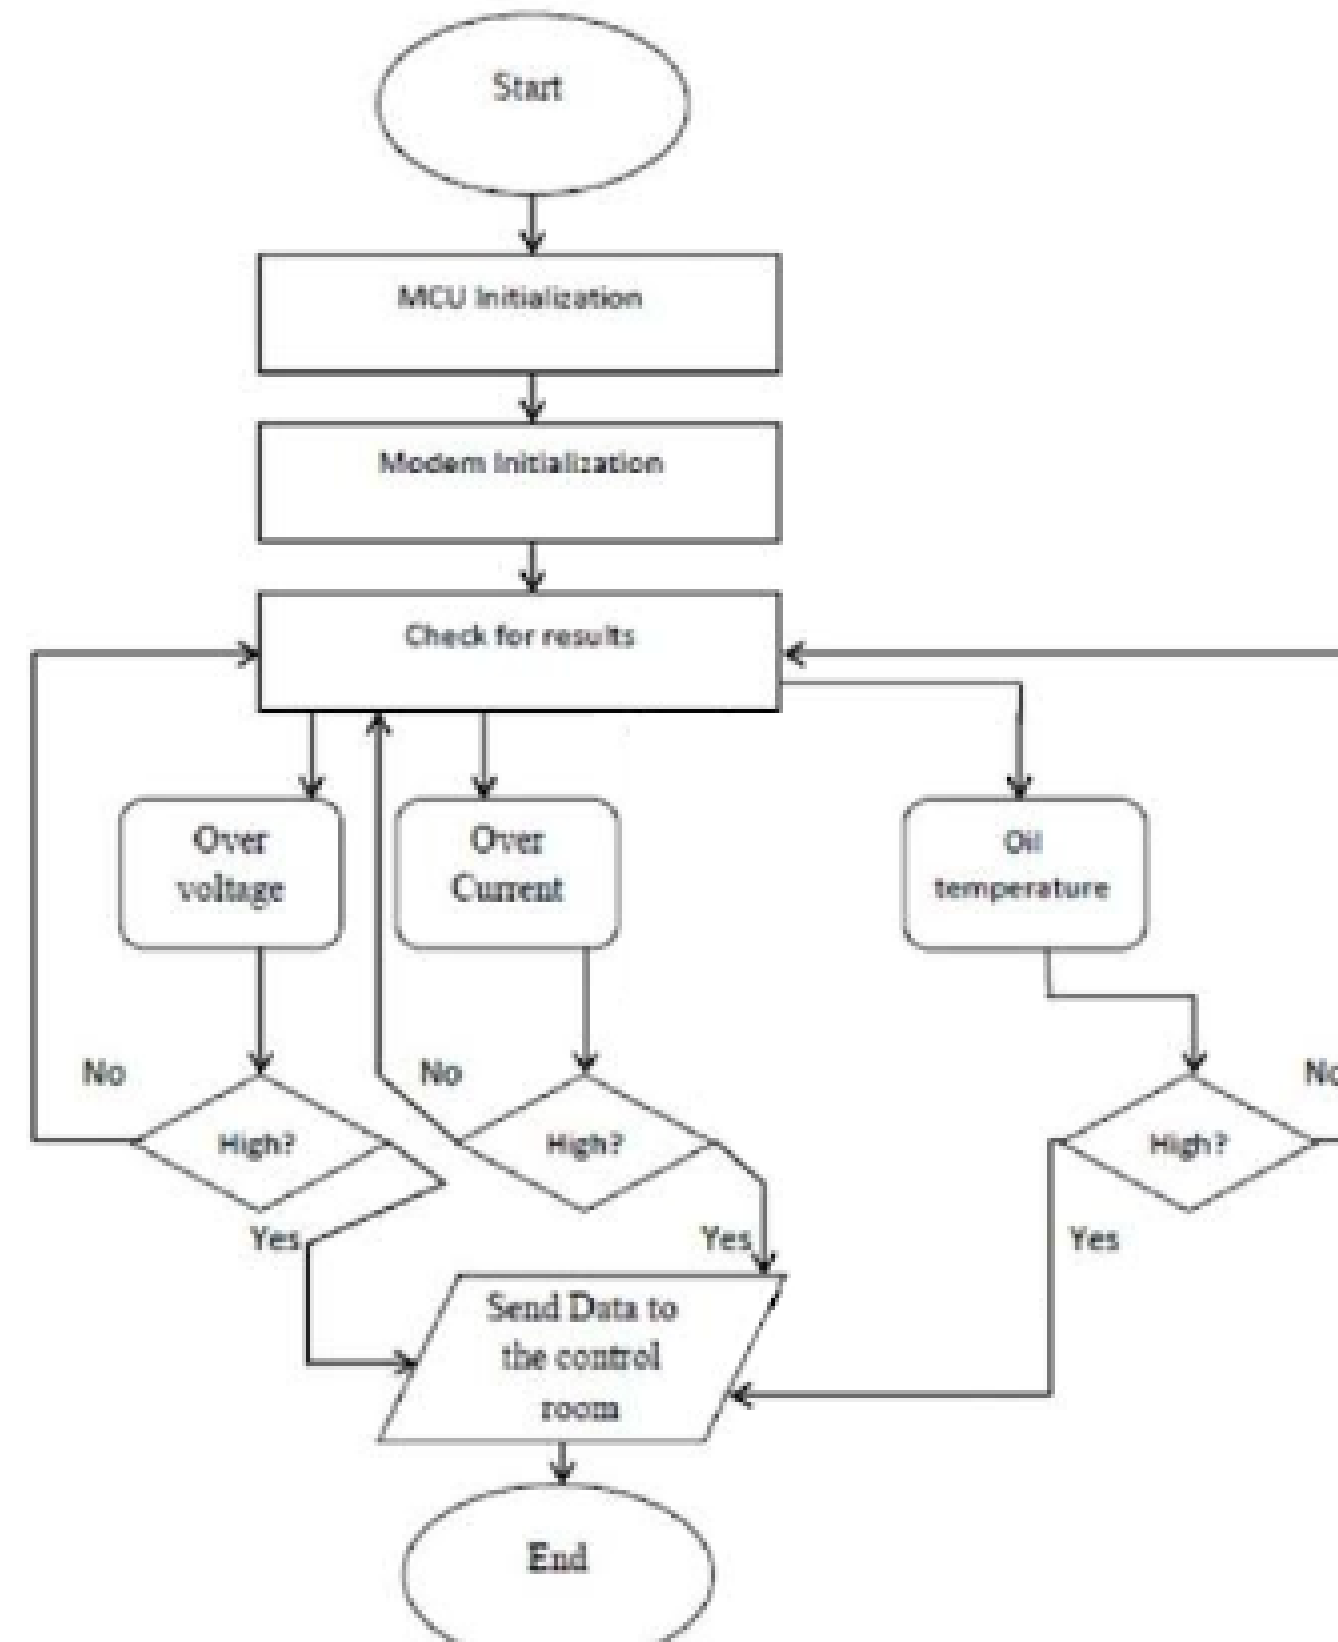 Start
MCU Initialization
Modem Initialization
Check for results
Over
voltage
Over
Current
Oil
temperature
No
No
No
High?
High?
High?
Yes
Yes
Yes
Send Data to
the control
room
End